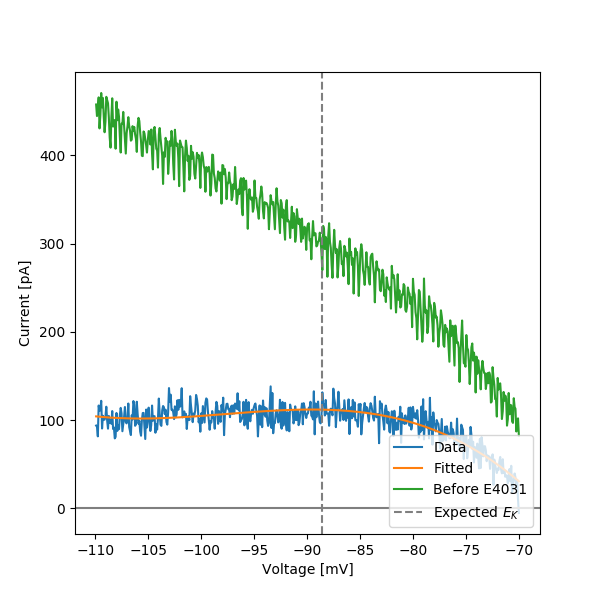 400
300
200
100
0
Current [pA]
−110
−105
−100
−95
−90
−85
−80
−75
−70
Voltage [mV]
Data
Fitted
Before E4031
Expected E_K